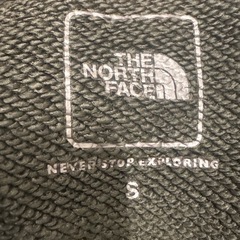 THE
NORTH
FACE
NEVER STOP EXPLORING
S